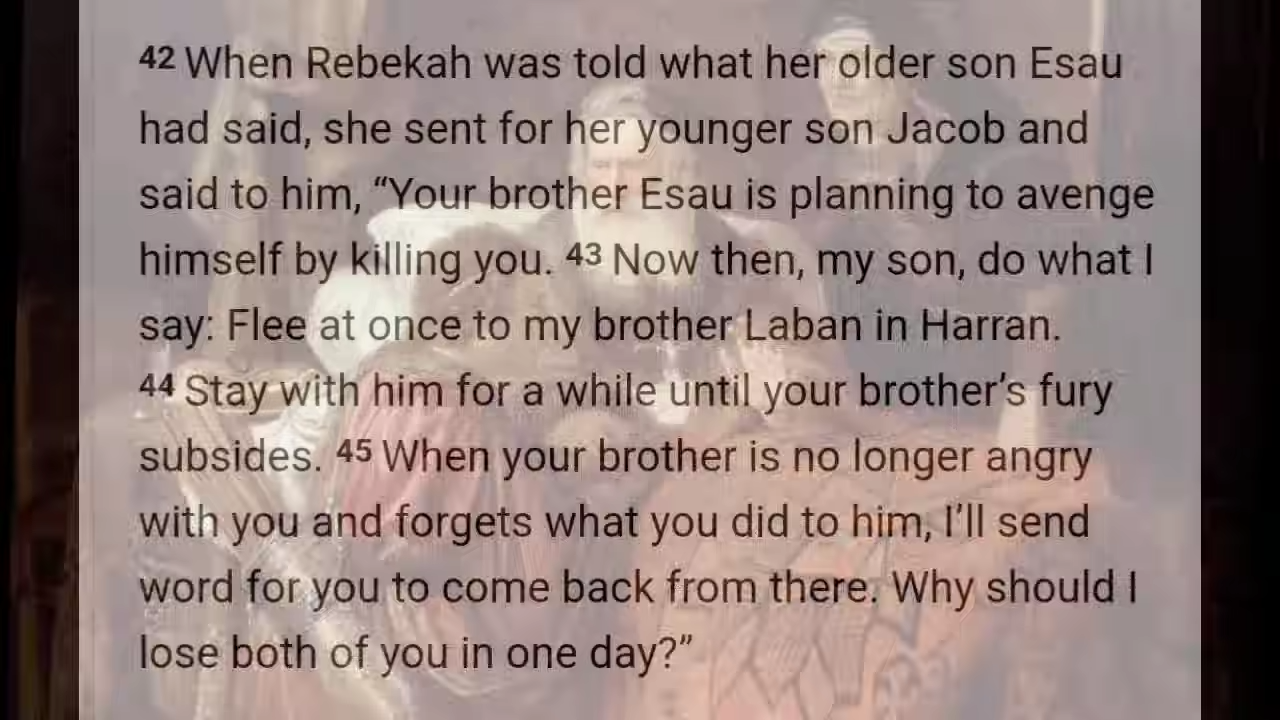 42 When Rebekah was told what her older son Esau
had said, she sent for her younger son Jacob and
said to him, “Your brother Esau is planning to avenge
himself by killing you. 43 Now then, my son, do what I
say: Flee at once to my brother Laban in Harran.
44 Stay with him for a while until your brother’s fury
subsides. 45 When your brother is no longer angry
with you and forgets what you did to him, I’ll send
word for you to come back from there. Why should I
lose both of you in one day?”